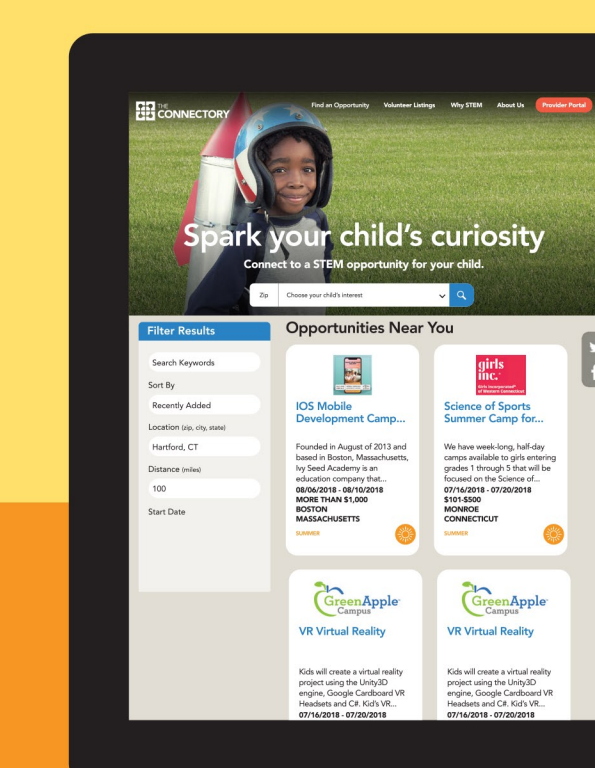 THE
CONNECTORY
Find an Opportunity
Volunteer Listings
Why STEM
About Us
Provider Portal
Spark your child's curiosity
Connect to a STEM opportunity for your child.
Zip
Choose your child's interest
Filter Results
Search Keywords
Sort By
Recently Added
Location (zip, city, state)
Hartford, CT
Distance (miles)
100
Start Date
Opportunities Near You
IOS Mobile
Development Camp...
Founded in August of 2013 and
based in Boston, Massachusetts,
Ivy Seed Academy is an
education company that...
08/06/2018 - 08/10/2018
MORE THAN $1,000
BOSTON
MASSACHUSETTS
SUMMER
girls
inc.
Girls Incorporated®
of Western Connecticut
Science of Sports
Summer Camp for...
We have week-long, half-day
camps available to girls entering
grades 1 through 5 that will be
focused on the Science of...
07/16/2018 - 07/20/2018
$101-$500
MONROE
CONNECTICUT
SUMMER
GreenApple
Campus
VR Virtual Reality
Kids will create a virtual reality
project using the Unity3D
engine, Google Cardboard VR
Headsets and C#. Kid's VR...
07/16/2018 - 07/20/2018
GreenApple
Campus
VR Virtual Reality
Kids will create a virtual reality
project using the Unity3D
engine, Google Cardboard VR
Headsets and C#. Kid's VR...
07/16/2018 - 07/20/2018